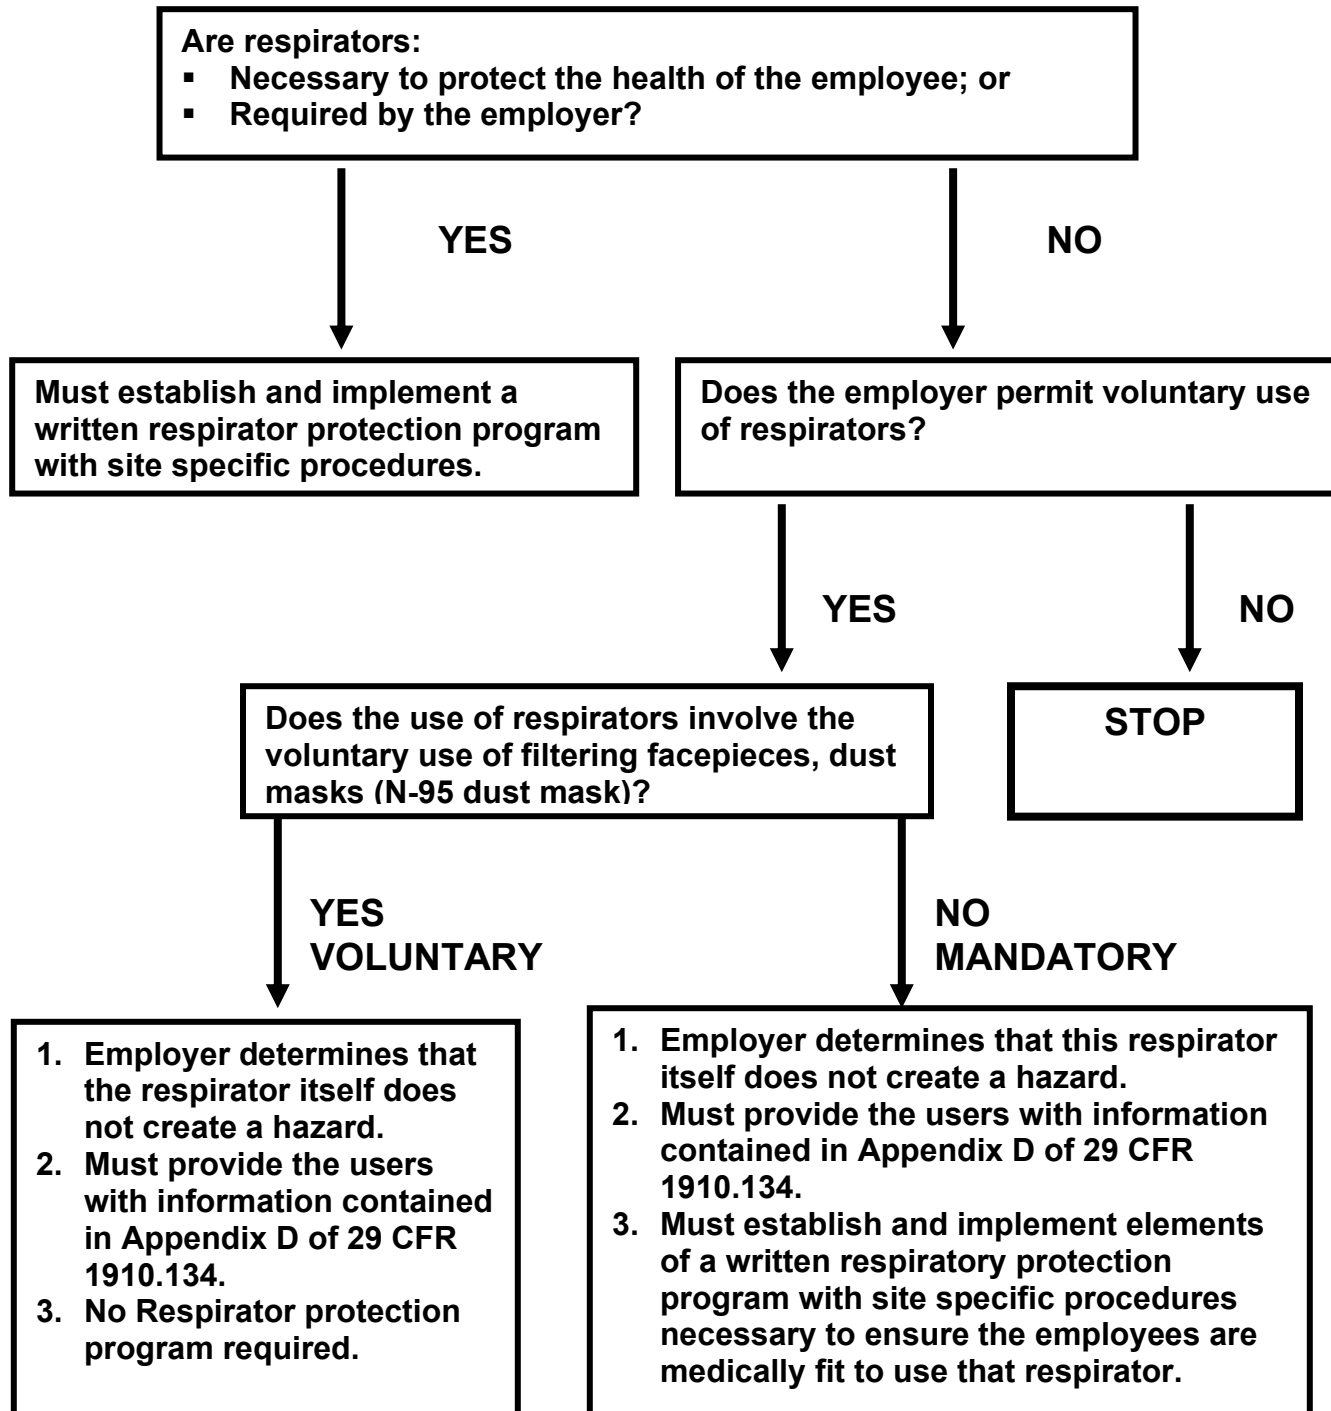 Are respirators:
▪ Necessary to protect the health of the employee; or
▪ Required by the employer?
YES
NO
Must establish and implement a
written respirator protection program
with site specific procedures.
Does the employer permit voluntary use
of respirators?
YES
NO
Does the use of respirators involve the
voluntary use of filtering facepieces, dust
masks (N-95 dust mask)?
STOP
YES
VOLUNTARY
NO
MANDATORY
1. Employer determines that
the respirator itself does
not create a hazard.
2. Must provide the users
with information contained
in Appendix D of 29 CFR
1910.134.
3. No Respirator protection
program required.
1. Employer determines that this respirator
itself does not create a hazard.
2. Must provide the users with information
contained in Appendix D of 29 CFR
1910.134.
3. Must establish and implement elements
of a written respiratory protection
program with site specific procedures
necessary to ensure the employees are
medically fit to use that respirator.